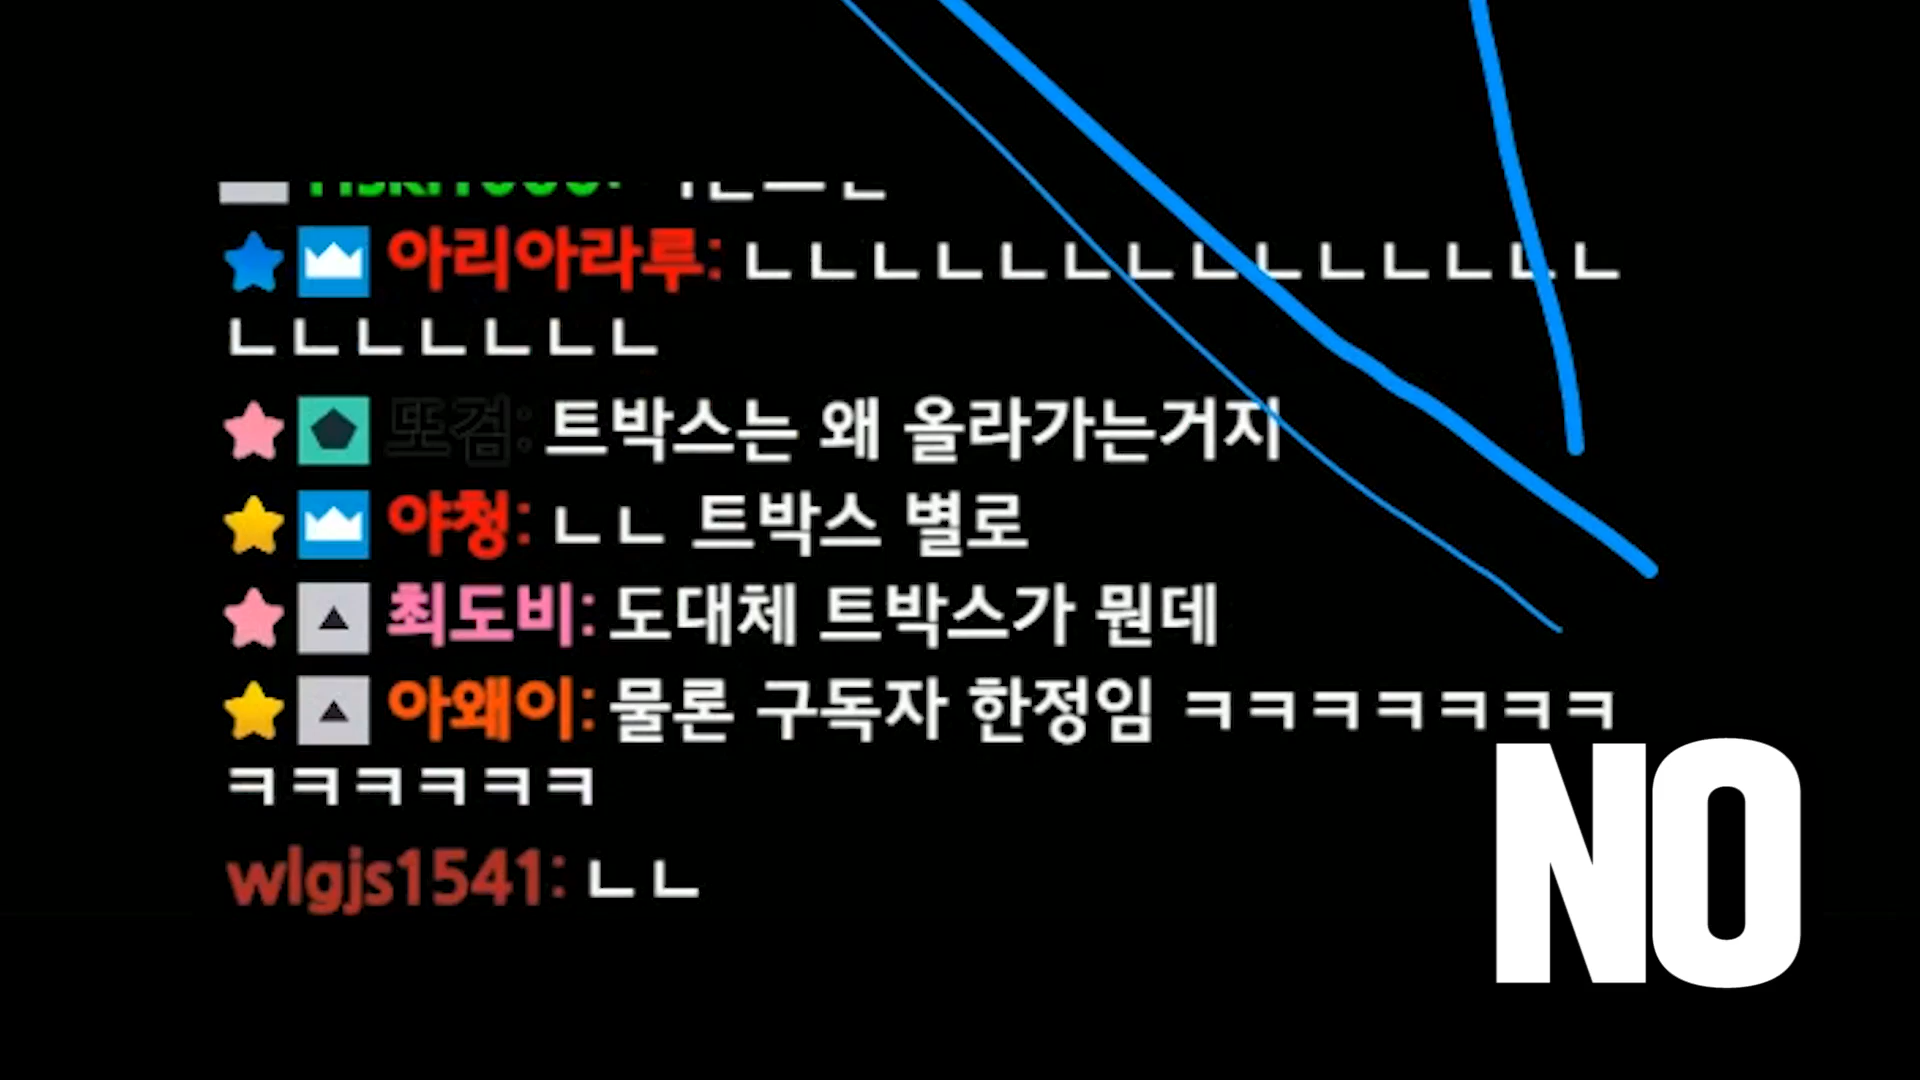 아리아라루: ㄴㄴㄴㄴㄴㄴㄴㄴㄴㄴㄴㄴㄴㄴ
ㄴㄴㄴㄴㄴㄴㄴ
또검: 트박스는 왜 올라가는거지
야청: ㄴㄴ 트박스 별로
최도비: 도대체 트박스가 뭔데
아왜이: 물론 구독자 한정임 ㅋㅋㅋㅋㅋㅋㅋ
ㅋㅋㅋㅋㅋㅋ
wlgjs1541: ㄴㄴ
NO